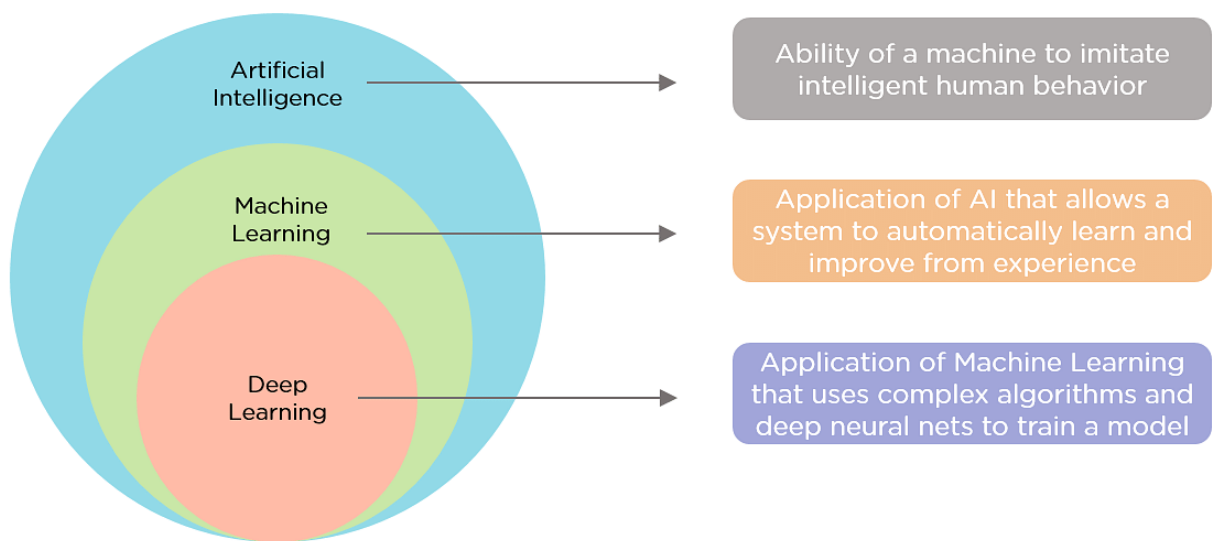 Artificial
Intelligence
Ability of a machine to imitate
intelligent human behavior
Machine
Learning
Application of AI that allows a
system to automatically learn and
improve from experience
Deep
Learning
Application of Machine Learning
that uses complex algorithms and
deep neural nets to train a model